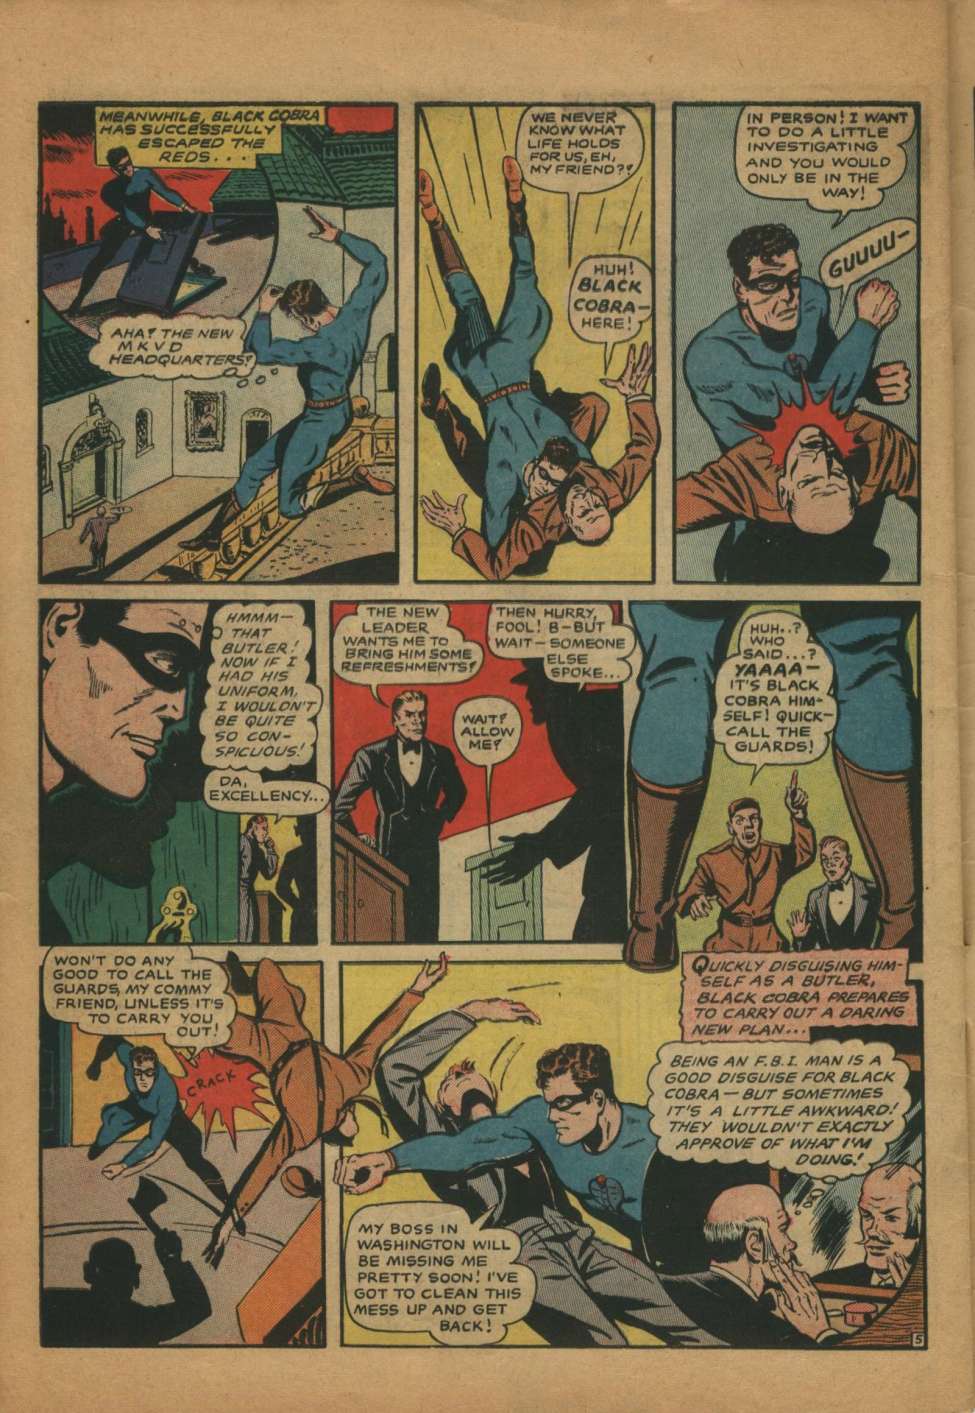 MEANWHILE, BLACK COBRA
HAS SUCCESSFULLY
ESCAPED THE
REDS...
AHA! THE NEW
MKVD
HEADQUARTERS!
WE NEVER
KNOW WHAT
LIFE HOLDS
FOR US, EH,
MY FRIEND??
HUH!
BLACK
COBRA—
HERE!
IN PERSON! I WANT
TO DO A LITTLE
INVESTIGATING
AND YOU WOULD
ONLY BE IN THE
WAY!
GUUUU-
HMMM—
THAT
BUTLER!
NOW IF I
HAD HIS
UNIFORM,
I WOULDN'T
BE QUITE
SO CON-
SPICUOUS!
DA,
EXCELLENCY...
THE NEW
LEADER
WANTS ME TO
BRING HIM SOME
REFRESHMENTS!
THEN HURRY,
FOOL! B-BUT
WAIT—SOMEONE
ELSE
SPOKE...
WAIT?
ALLOW
ME?
HUH..?
WHO
SAID...?
YAAAA—
IT'S BLACK
COBRA HIM-
SELF! QUICK-
CALL THE
GUARDS!
WON'T DO ANY
GOOD TO CALL THE
GUARDS, MY COMMY
FRIEND, UNLESS IT'S
TO CARRY YOU
OUT!
CRACK
MY BOSS IN
WASHINGTON WILL
BE MISSING ME
PRETTY SOON! I'VE
GOT TO CLEAN THIS
MESS UP AND GET
BACK!
QUICKLY DISGUISING HIM-
SELF AS A BUTLER,
BLACK COBRA PREPARES
TO CARRY OUT A DARING
NEW PLAN...
BEING AN F.B.I. MAN IS A
GOOD DISGUISE FOR BLACK
COBRA—BUT SOMETIMES
IT'S A LITTLE AWKWARD!
THEY WOULDN'T EXACTLY
APPROVE OF WHAT I'M
DOING!
5